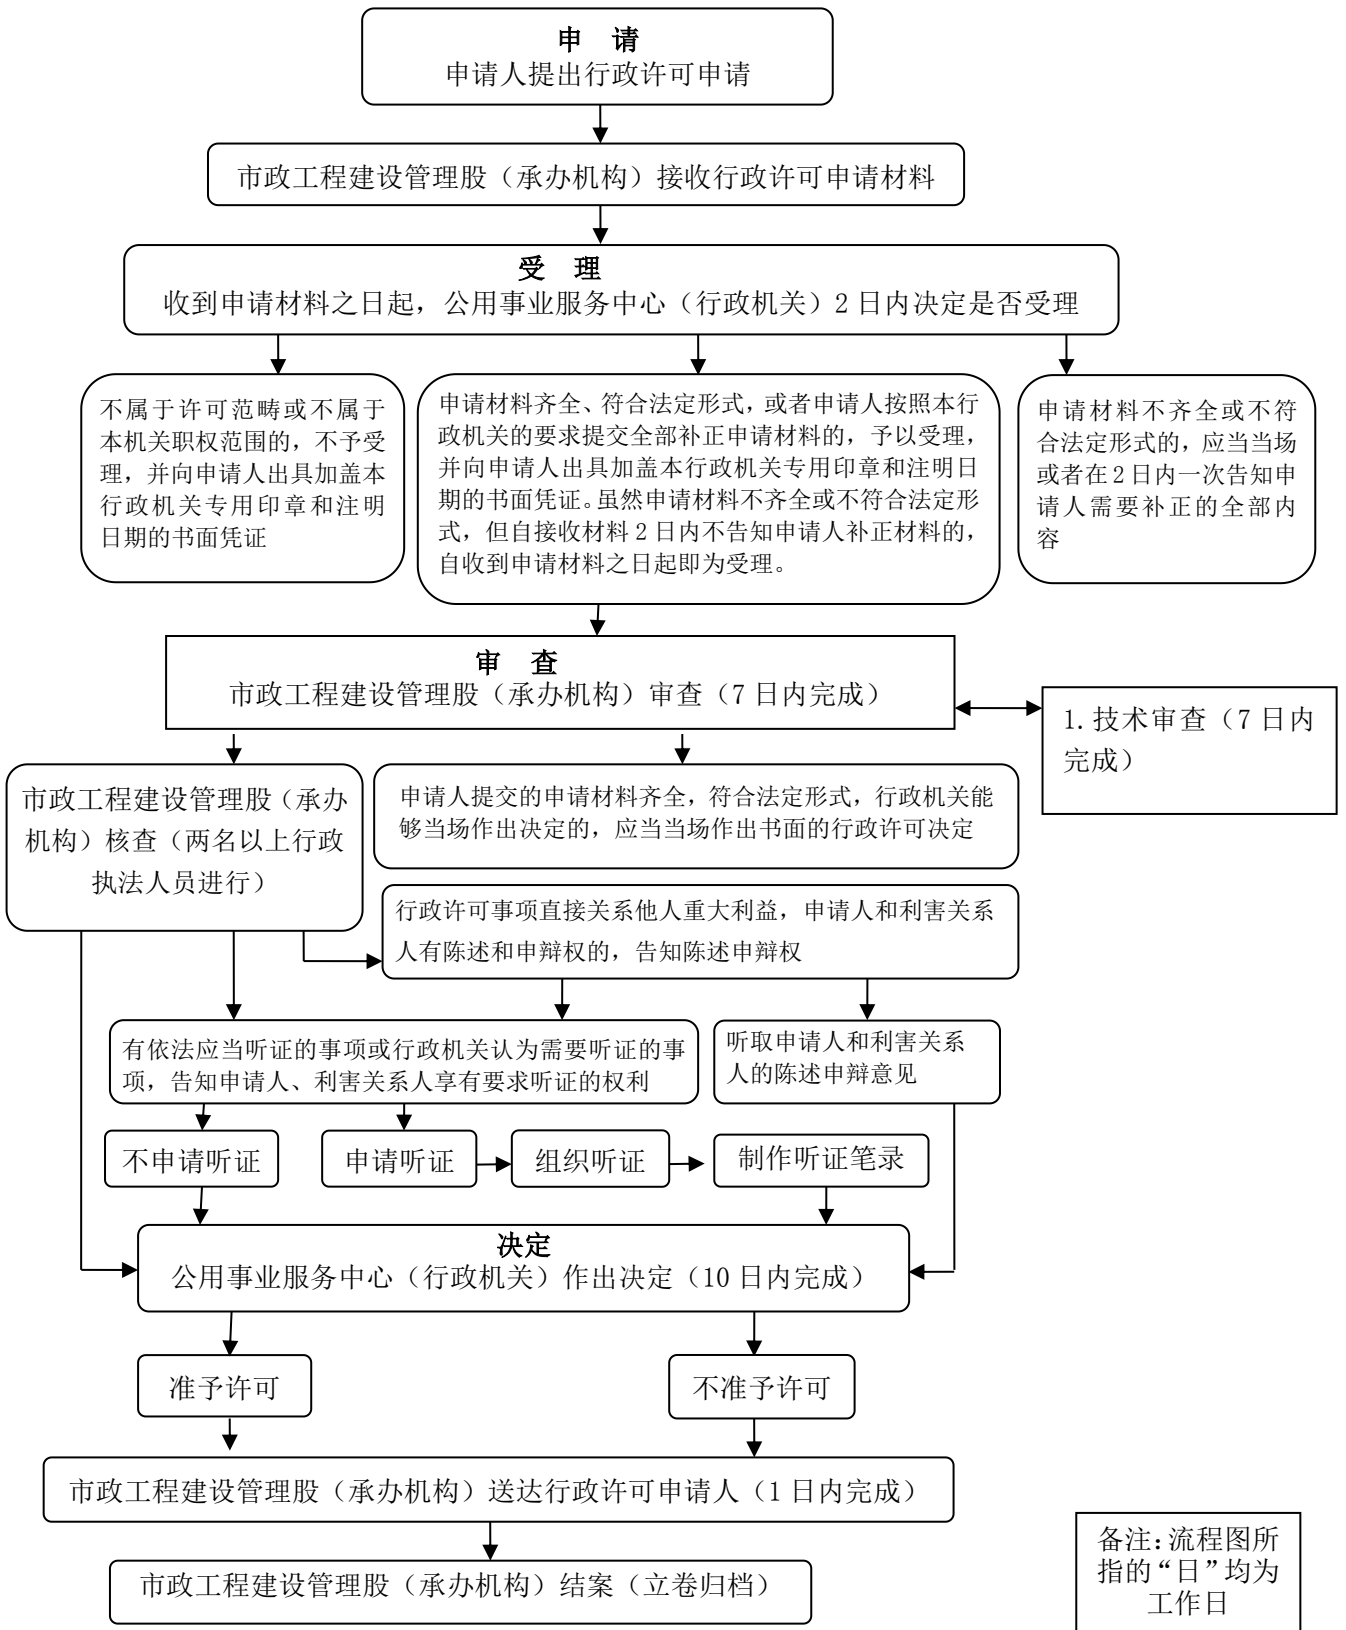 申　请
申请人提出行政许可申请
市政工程建设管理股（承办机构）接收行政许可申请材料
受　理
收到申请材料之日起，公用事业服务中心（行政机关）2 日内决定是否受理
不属于许可范畴或不属于
本机关职权范围的，不予受
理，并向申请人出具加盖本
行政机关专用印章和注明
日期的书面凭证
申请材料齐全、符合法定形式，或者申请人按照本行
政机关的要求提交全部补正申请材料的，予以受理，
并向申请人出具加盖本行政机关专用印章和注明日
期的书面凭证。虽然申请材料不齐全或不符合法定形
式，但自接收材料 2 日内不告知申请人补正材料的，
自收到申请材料之日起即为受理。
申请材料不齐全或不符
合法定形式的，应当当场
或者在 2 日内一次告知申
请人需要补正的全部内
容
审　查
市政工程建设管理股（承办机构）审查（7 日内完成）
1. 技术审查（7 日内
完成）
市政工程建设管理股（承办
机构）核查（两名以上行政
执法人员进行）
申请人提交的申请材料齐全，符合法定形式，行政机关能
够当场作出决定的，应当当场作出书面的行政许可决定
行政许可事项直接关系他人重大利益，申请人和利害关系
人有陈述和申辩权的，告知陈述申辩权
有依法应当听证的事项或行政机关认为需要听证的事
项，告知申请人、利害关系人享有要求听证的权利
听取申请人和利害关系
人的陈述申辩意见
不申请听证
申请听证
组织听证
制作听证笔录
决定
公用事业服务中心（行政机关）作出决定（10 日内完成）
准予许可
不准予许可
市政工程建设管理股（承办机构）送达行政许可申请人（1 日内完成）
市政工程建设管理股（承办机构）结案（立卷归档）
备注：流程图所
指的“日”均为
工作日